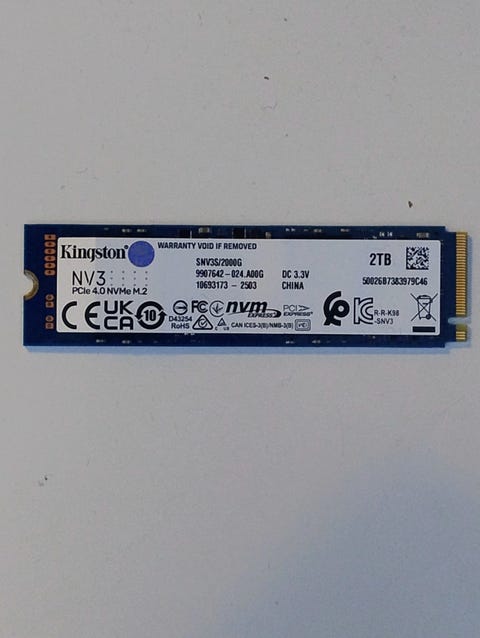 Kingston
WARRANTY VOID IF REMOVED
NV3
PCIe 4.0 NVMe M.2
SNV3S/2000G
9907642-024.A00G
10693173 - 2503
DC 3.3V
CHINA
2TB
50026B7383979C46
CE
UK
CA
10
D43254
RoHS
FC
nvm
EXPRESS
PCI
EXPRESS
CAN ICES-3(B)/NMB-3(B)
R-R-K98
-SNV3